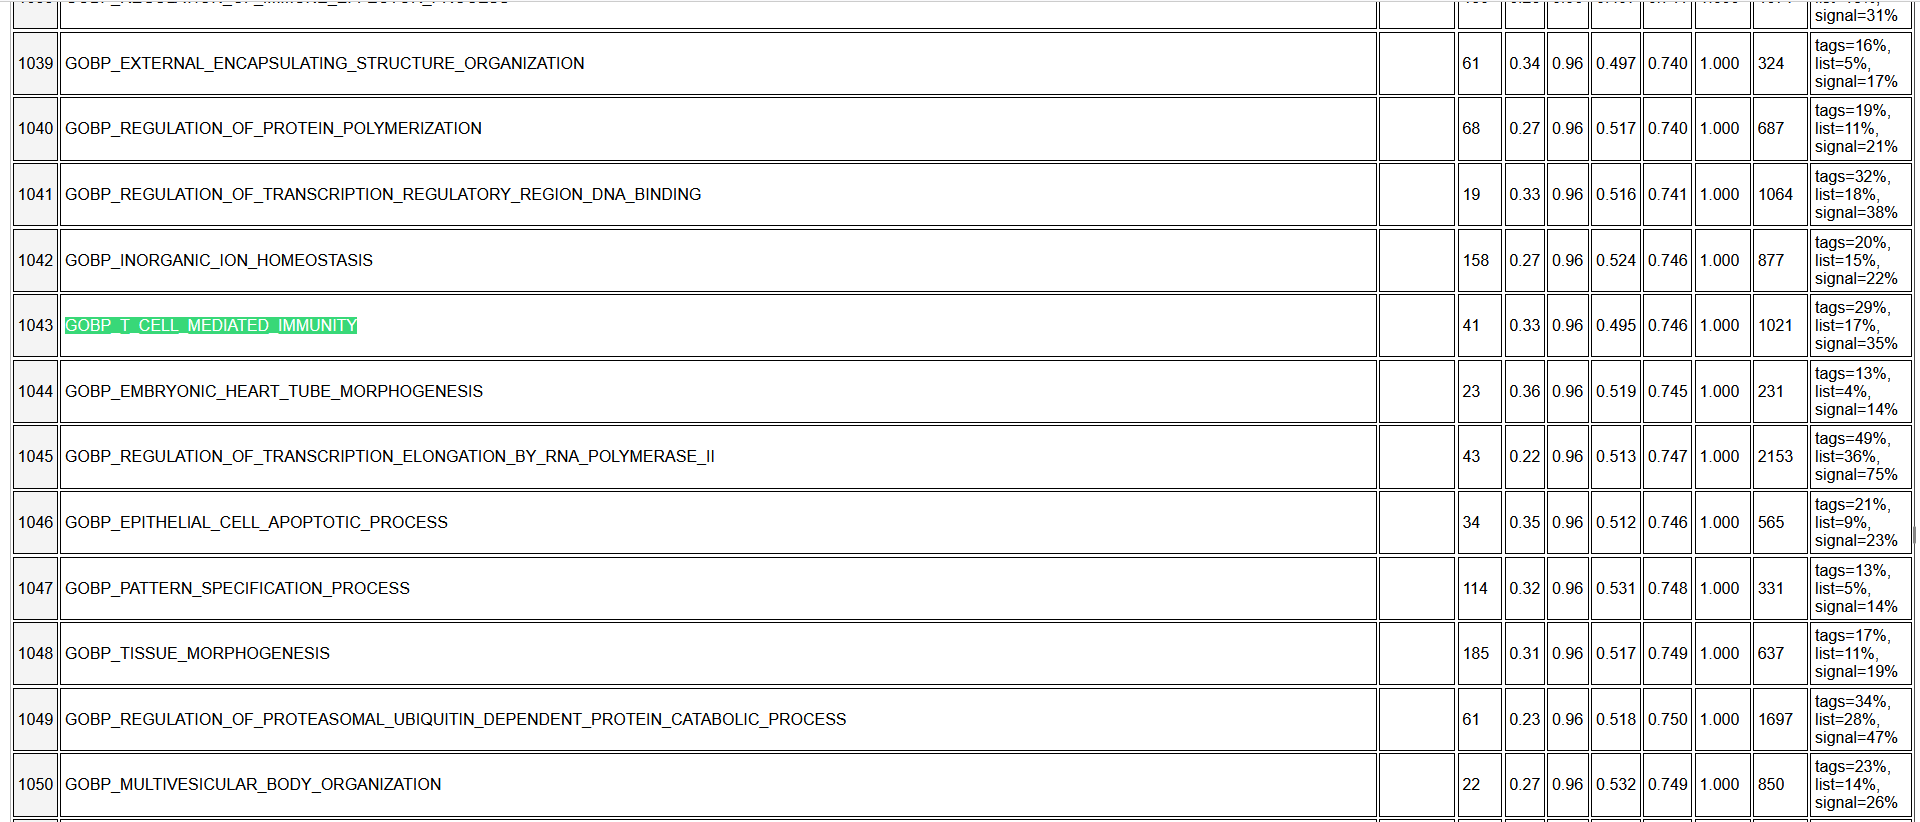 signal=31%
1039 GOBP_EXTERNAL_ENCAPSULATING_STRUCTURE_ORGANIZATION 61 0.34 0.96 0.497 0.740 1.000 324 tags=16%,
list=5%,
signal=17%
1040 GOBP_REGULATION_OF_PROTEIN_POLYMERIZATION 68 0.27 0.96 0.517 0.740 1.000 687 tags=19%,
list=11%,
signal=21%
1041 GOBP_REGULATION_OF_TRANSCRIPTION_REGULATORY_REGION_DNA_BINDING 19 0.33 0.96 0.516 0.741 1.000 1064 tags=32%,
list=18%,
signal=38%
1042 GOBP_INORGANIC_ION_HOMEOSTASIS 158 0.27 0.96 0.524 0.746 1.000 877 tags=20%,
list=15%,
signal=22%
1043 GOBP_T_CELL_MEDIATED_IMMUNITY 41 0.33 0.96 0.495 0.746 1.000 1021 tags=29%,
list=17%,
signal=35%
1044 GOBP_EMBRYONIC_HEART_TUBE_MORPHOGENESIS 23 0.36 0.96 0.519 0.745 1.000 231 tags=13%,
list=4%,
signal=14%
1045 GOBP_REGULATION_OF_TRANSCRIPTION_ELONGATION_BY_RNA_POLYMERASE_II 43 0.22 0.96 0.513 0.747 1.000 2153 tags=49%,
list=36%,
signal=75%
1046 GOBP_EPITHELIAL_CELL_APOPTOTIC_PROCESS 34 0.35 0.96 0.512 0.746 1.000 565 tags=21%,
list=9%,
signal=23%
1047 GOBP_PATTERN_SPECIFICATION_PROCESS 114 0.32 0.96 0.531 0.748 1.000 331 tags=13%,
list=5%,
signal=14%
1048 GOBP_TISSUE_MORPHOGENESIS 185 0.31 0.96 0.517 0.749 1.000 637 tags=17%,
list=11%,
signal=19%
1049 GOBP_REGULATION_OF_PROTEASOMAL_UBIQUITIN_DEPENDENT_PROTEIN_CATABOLIC_PROCESS 61 0.23 0.96 0.518 0.750 1.000 1697 tags=34%,
list=28%,
signal=47%
1050 GOBP_MULTIVESICULAR_BODY_ORGANIZATION 22 0.27 0.96 0.532 0.749 1.000 850 tags=23%,
list=14%,
signal=26%